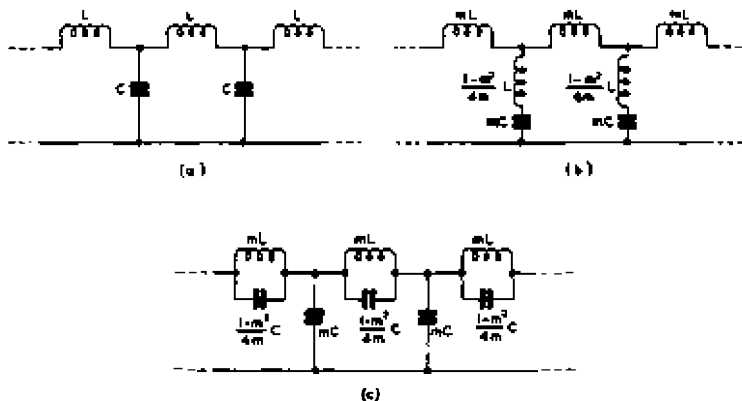 L L L
C C
(a)
mL mL mL
1-m²/4m L 1-m²/4m L
mC mC
(b)
mL mL mL
1-m²/4m C mC 1-m²/4m C mC 1-m²/4m C
(c)